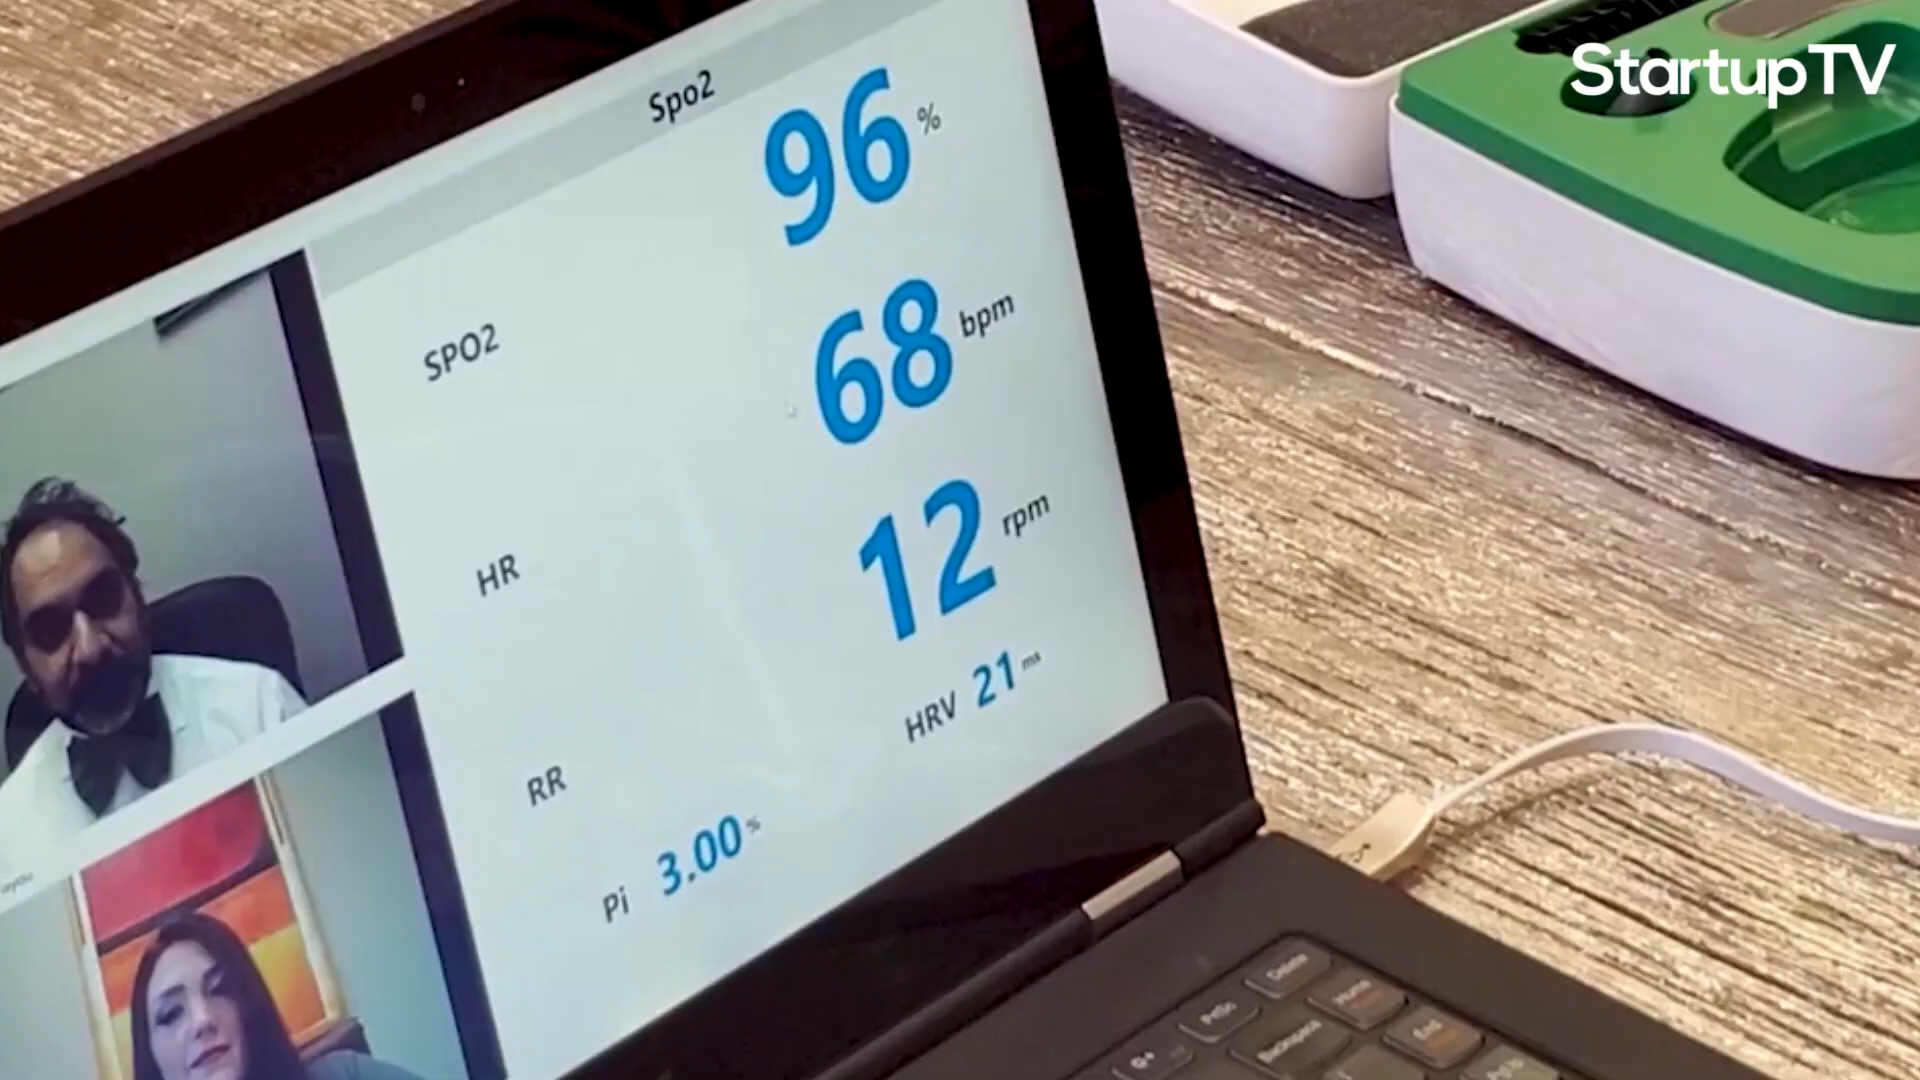 StartupTV
Spo2
SPO2 96 %
HR 68 bpm
RR 12 rpm
Pi 3.00 % HRV 21 ms
Delete
PrtSc
Home
Backspace
End